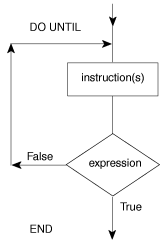 DO UNTIL
instruction(s)
False
expression
True
END